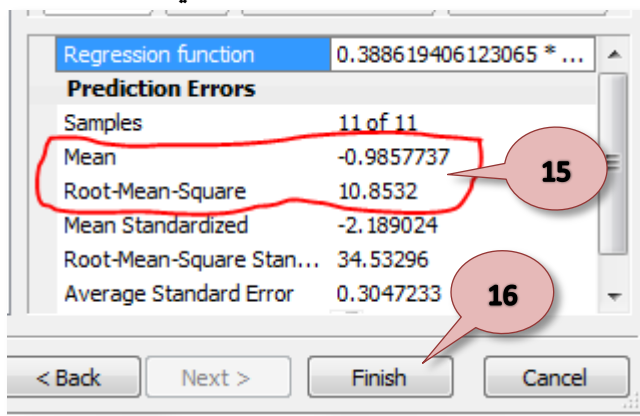 Regression function 0.388619406123065 * ...
Prediction Errors
Samples 11 of 11
Mean -0.9857737
Root-Mean-Square 10.8532
Mean Standardized -2.189024
Root-Mean-Square Stan... 34.53296
Average Standard Error 0.3047233
15
16
< Back Next > Finish Cancel